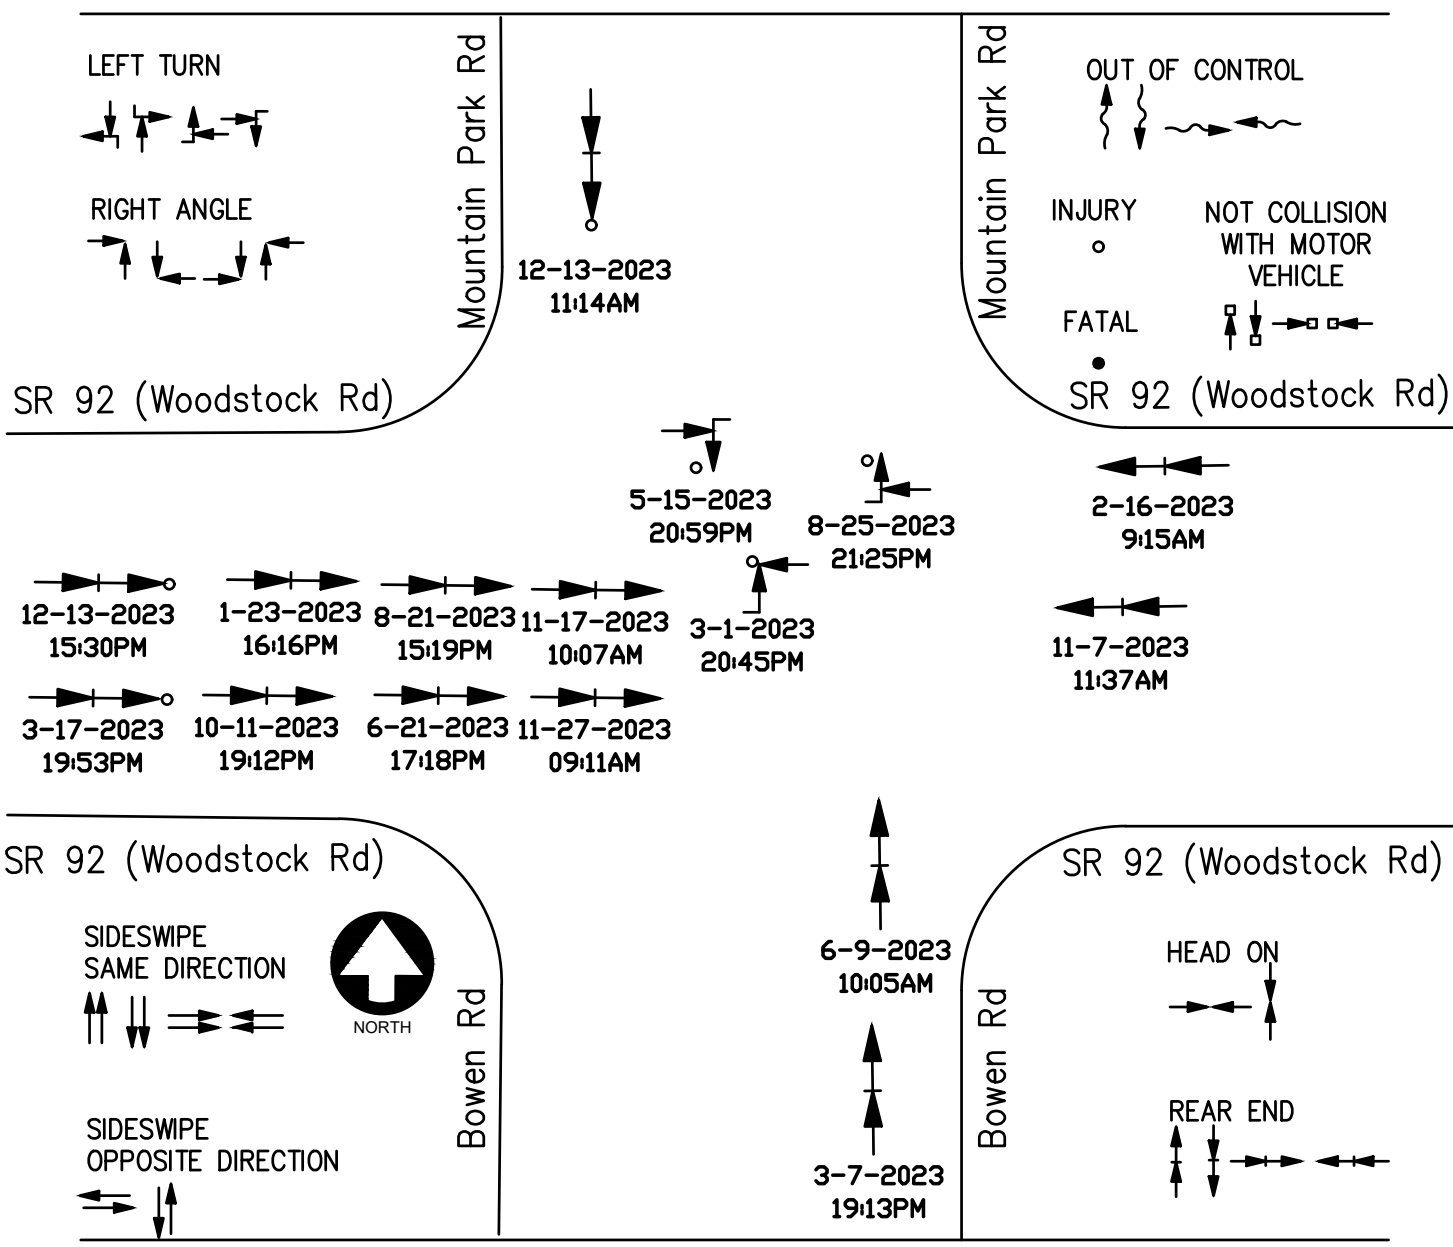 LEFT TURN
RIGHT ANGLE
SR 92 (Woodstock Rd)
Mountain Park Rd
12-13-2023
11:14AM
Mountain Park Rd
OUT OF CONTROL
INJURY
FATAL
NOT COLLISION
WITH MOTOR
VEHICLE
SR 92 (Woodstock Rd)
5-15-2023
20:59PM
8-25-2023
21:25PM
2-16-2023
9:15AM
12-13-2023
15:30PM
1-23-2023
16:16PM
8-21-2023
15:19PM
11-17-2023
10:07AM
3-1-2023
20:45PM
11-7-2023
11:37AM
3-17-2023
19:53PM
10-11-2023
19:12PM
6-21-2023
17:18PM
11-27-2023
09:11AM
SR 92 (Woodstock Rd)
SR 92 (Woodstock Rd)
SIDESWIPE
SAME DIRECTION
NORTH
Bowen Rd
6-9-2023
10:05AM
Bowen Rd
HEAD ON
SIDESWIPE
OPPOSITE DIRECTION
3-7-2023
19:13PM
REAR END